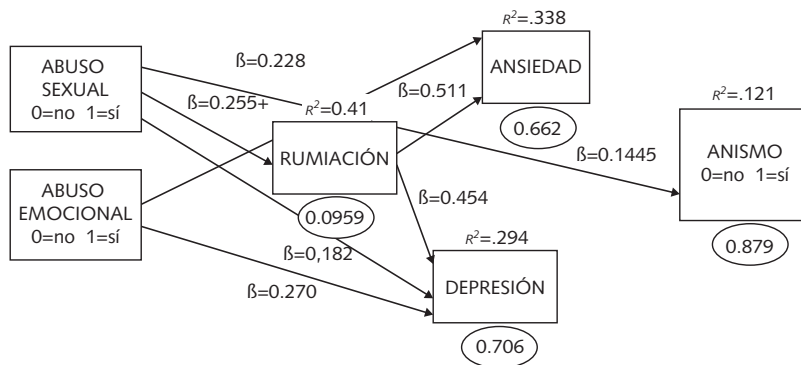 R²=.338
ABUSO
SEXUAL
0=no 1=sí
ß=0.228
ANSIEDAD
ß=0.255+
R²=0.41
ß=0.511
R²=.121
0.662
RUMIACIÓN
ß=0.1445
ANISMO
0=no 1=sí
ABUSO
EMOCIONAL
0=no 1=sí
ß=0.454
0.0959
R²=.294
0.879
ß=0,182
ß=0.270
DEPRESIÓN
0.706